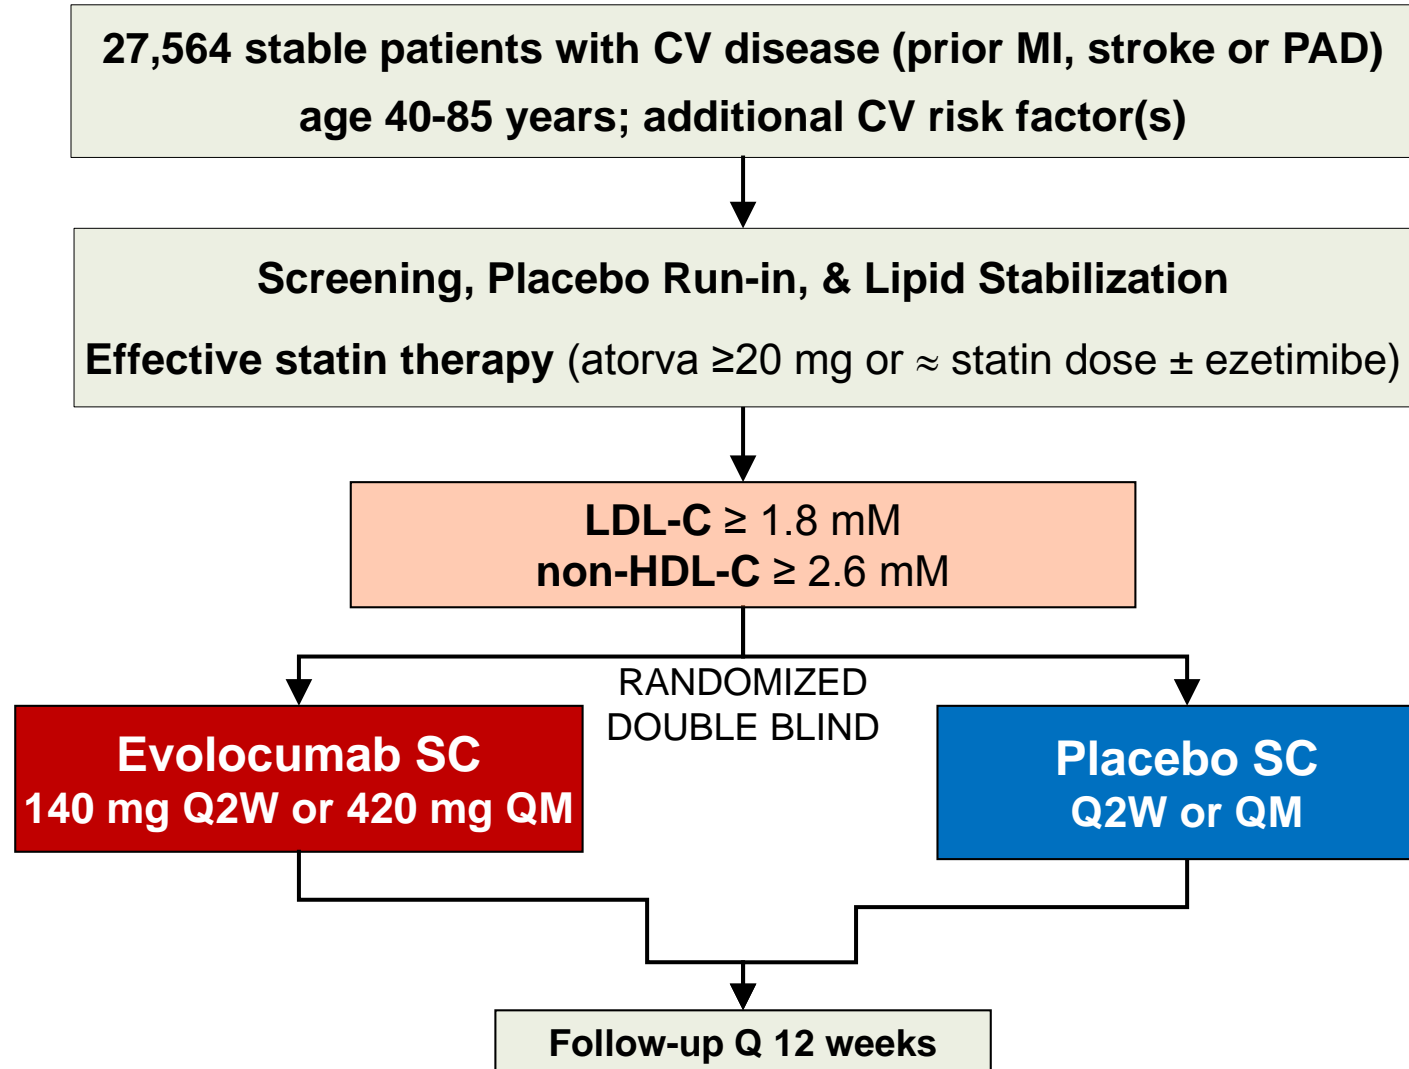 27,564 stable patients with CV disease (prior MI, stroke or PAD)
age 40-85 years; additional CV risk factor(s)
Screening, Placebo Run-in, & Lipid Stabilization
Effective statin therapy (atorva ≥20 mg or ≈ statin dose ± ezetimibe)
LDL-C ≥ 1.8 mM
non-HDL-C ≥ 2.6 mM
RANDOMIZED
DOUBLE BLIND
Evolocumab SC
140 mg Q2W or 420 mg QM
Placebo SC
Q2W or QM
Follow-up Q 12 weeks